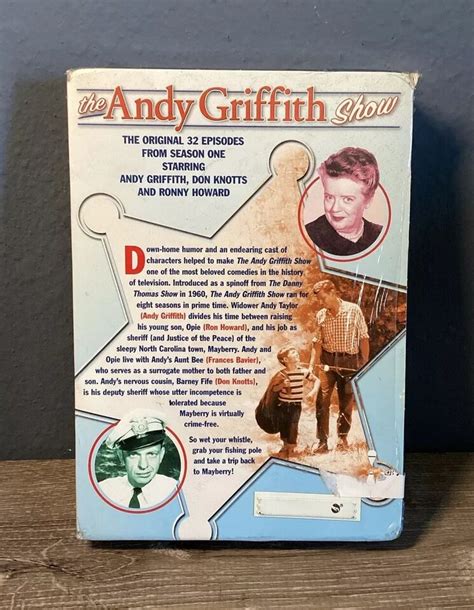 the Andy Griffith Show
THE ORIGINAL 32 EPISODES
FROM SEASON ONE
STARRING
ANDY GRIFFITH, DON KNOTTS
AND RONNY HOWARD
Down-home humor and an endearing cast of
characters helped to make The Andy Griffith Show
one of the most beloved comedies in the history
of television. Introduced as a spinoff from The Danny
Thomas Show in 1960, The Andy Griffith Show ran for
eight seasons in prime time. Widower Andy Taylor
(Andy Griffith) divides his time between raising
his young son, Opie (Ron Howard), and his job as
sheriff (and Justice of the Peace) of the
sleepy North Carolina town, Mayberry. Andy and
Opie live with Andy's Aunt Bee (Frances Bavier),
who serves as a surrogate mother to both father and
son. Andy's nervous cousin, Barney Fife (Don Knotts),
is his deputy sheriff whose utter incompetence is
tolerated because
Mayberry is virtually
crime-free.
So wet your whistle,
grab your fishing pole
and take a trip back
to Mayberry!